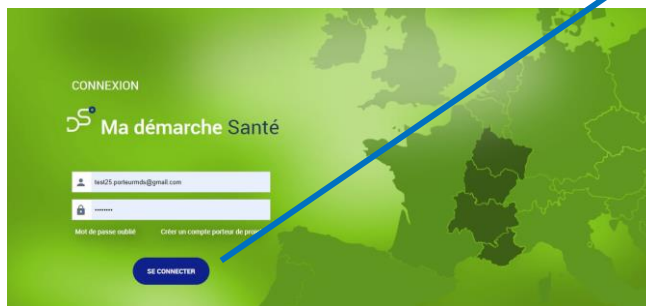 CONNEXION
Ma démarche Santé
test25.porteurmds@gmail.com
Mot de passe oublié Créer un compte porteur de
SE CONNECTER